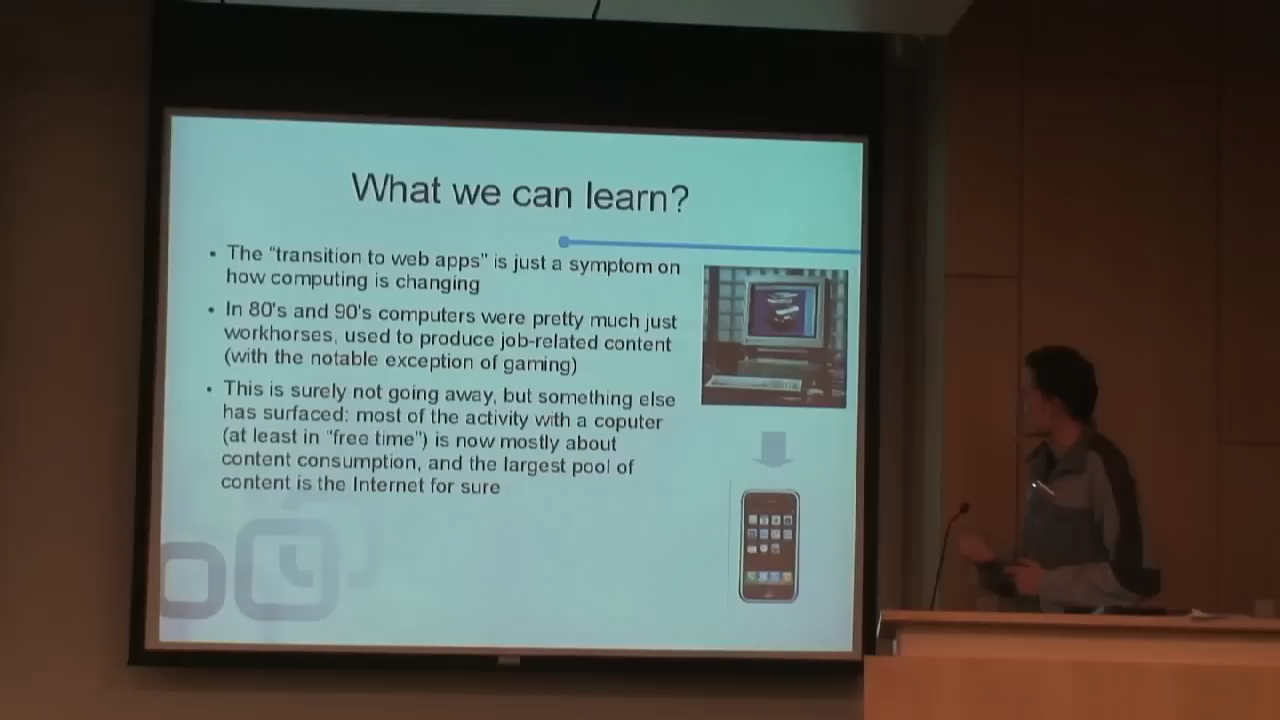 What we can learn?
• The “transition to web apps” is just a symptom on
how computing is changing
• In 80's and 90's computers were pretty much just
workhorses, used to produce job-related content
(with the notable exception of gaming)
• This is surely not going away, but something else
has surfaced: most of the activity with a coputer
(at least in “free time”) is now mostly about
content consumption, and the largest pool of
content is the Internet for sure